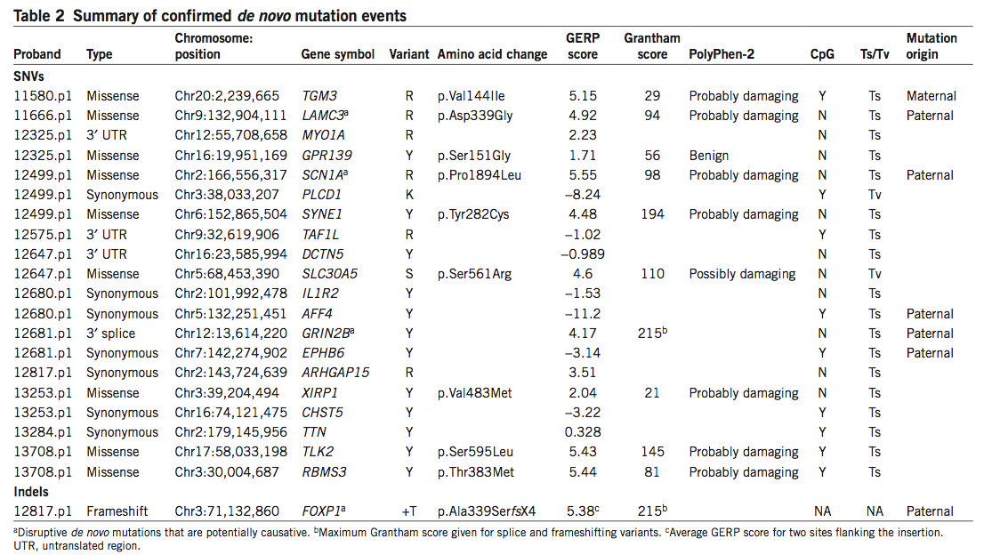 Table 2 Summary of confirmed de novo mutation events
Proband Type Chromosome: position Gene symbol Variant Amino acid change GERP score Grantham score PolyPhen-2 CpG Ts/Tv Mutation origin
SNVs
11580.p1 Missense Chr20:2,239,665 TGM3 R p.Val144Ile 5.15 29 Probably damaging Y Ts Maternal
11666.p1 Missense Chr9:132,904,111 LAMC3a R p.Asp339Gly 4.92 94 Probably damaging N Ts Paternal
12325.p1 3′ UTR Chr12:55,708,658 MYO1A R 2.23 N Ts
12325.p1 Missense Chr16:19,951,169 GPR139 Y p.Ser151Gly 1.71 56 Benign N Ts
12499.p1 Missense Chr2:166,556,317 SCN1Aa R p.Pro1894Leu 5.55 98 Probably damaging N Ts Paternal
12499.p1 Synonymous Chr3:38,033,207 PLCD1 K –8.24 Y Tv
12499.p1 Missense Chr6:152,865,504 SYNE1 Y p.Tyr282Cys 4.48 194 Probably damaging N Ts
12575.p1 3′ UTR Chr9:32,619,906 TAF1L R –1.02 Y Ts
12647.p1 3′ UTR Chr16:23,585,994 DCTN5 Y –0.989 N Ts
12647.p1 Missense Chr5:68,453,390 SLC30A5 S p.Ser561Arg 4.6 110 Possibly damaging N Tv
12680.p1 Synonymous Chr2:101,992,478 IL1R2 Y –1.53 N Ts
12680.p1 Synonymous Chr5:132,251,451 AFF4 Y –11.2 Y Ts Paternal
12681.p1 3′ splice Chr12:13,614,220 GRIN2Ba Y 4.17 215b N Ts Paternal
12681.p1 Synonymous Chr7:142,274,902 EPHB6 Y –3.14 Y Ts Paternal
12817.p1 Synonymous Chr2:143,724,639 ARHGAP15 R 3.51 N Ts
13253.p1 Missense Chr3:39,204,494 XIRP1 Y p.Val483Met 2.04 21 Probably damaging N Ts
13253.p1 Synonymous Chr16:74,121,475 CHST5 Y –3.22 Y Ts
13284.p1 Synonymous Chr2:179,145,956 TTN Y 0.328 Y Ts
13708.p1 Missense Chr17:58,033,198 TLK2 Y p.Ser595Leu 5.43 145 Probably damaging Y Ts
13708.p1 Missense Chr3:30,004,687 RBMS3 Y p.Thr383Met 5.44 81 Probably damaging Y Ts
Indels
12817.p1 Frameshift Chr3:71,132,860 FOXP1a +T p.Ala339SerfsX4 5.38c 215b NA NA Paternal
aDisruptive de novo mutations that are potentially causative. bMaximum Grantham score given for splice and frameshifting variants. cAverage GERP score for two sites flanking the insertion.
UTR, untranslated region.